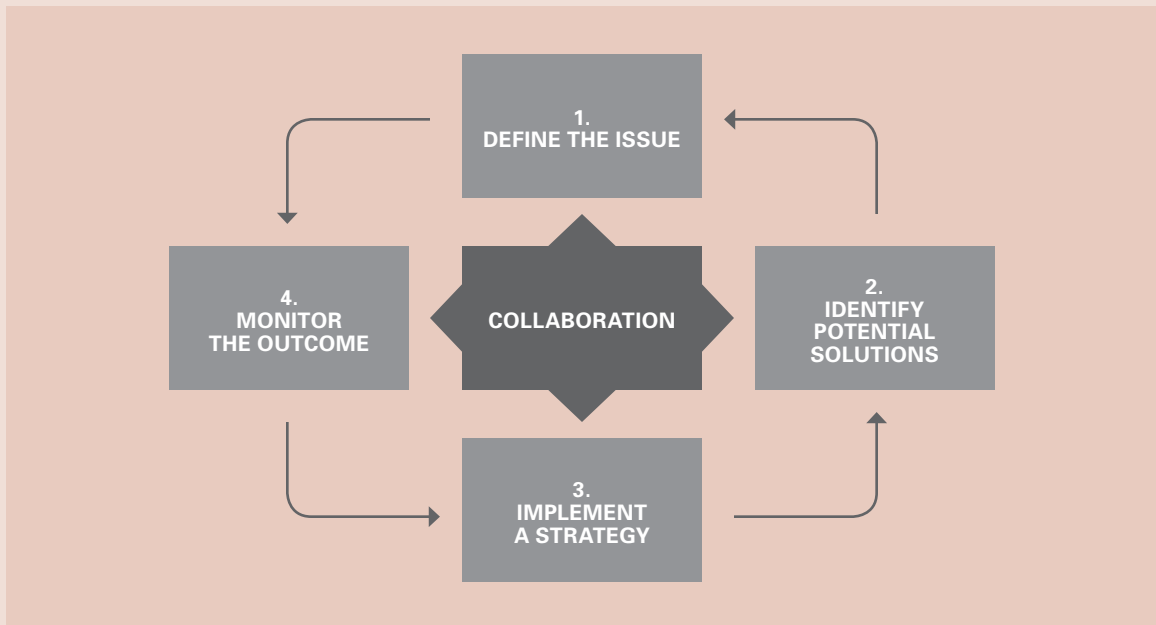 1.
DEFINE THE ISSUE
2.
IDENTIFY
POTENTIAL
SOLUTIONS
3.
IMPLEMENT
A STRATEGY
4.
MONITOR
THE OUTCOME
COLLABORATION